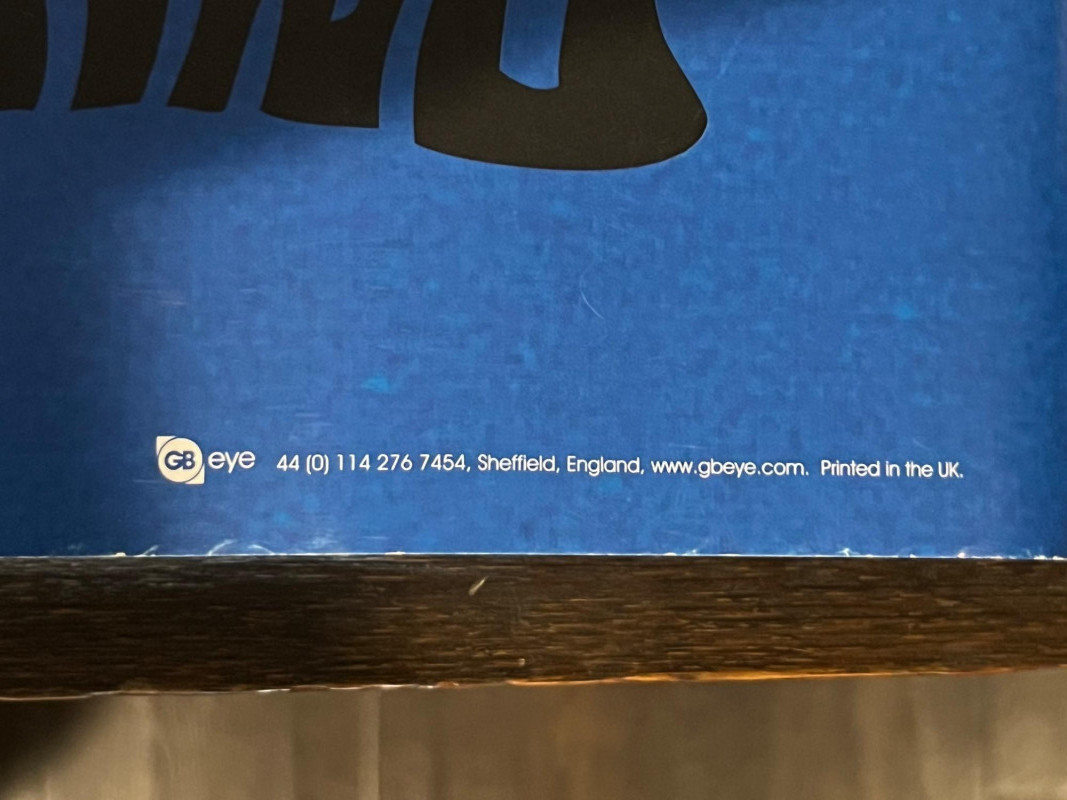 GB eye 44 (0) 114 276 7454, Sheffield, England, www.gbeye.com. Printed in the UK.